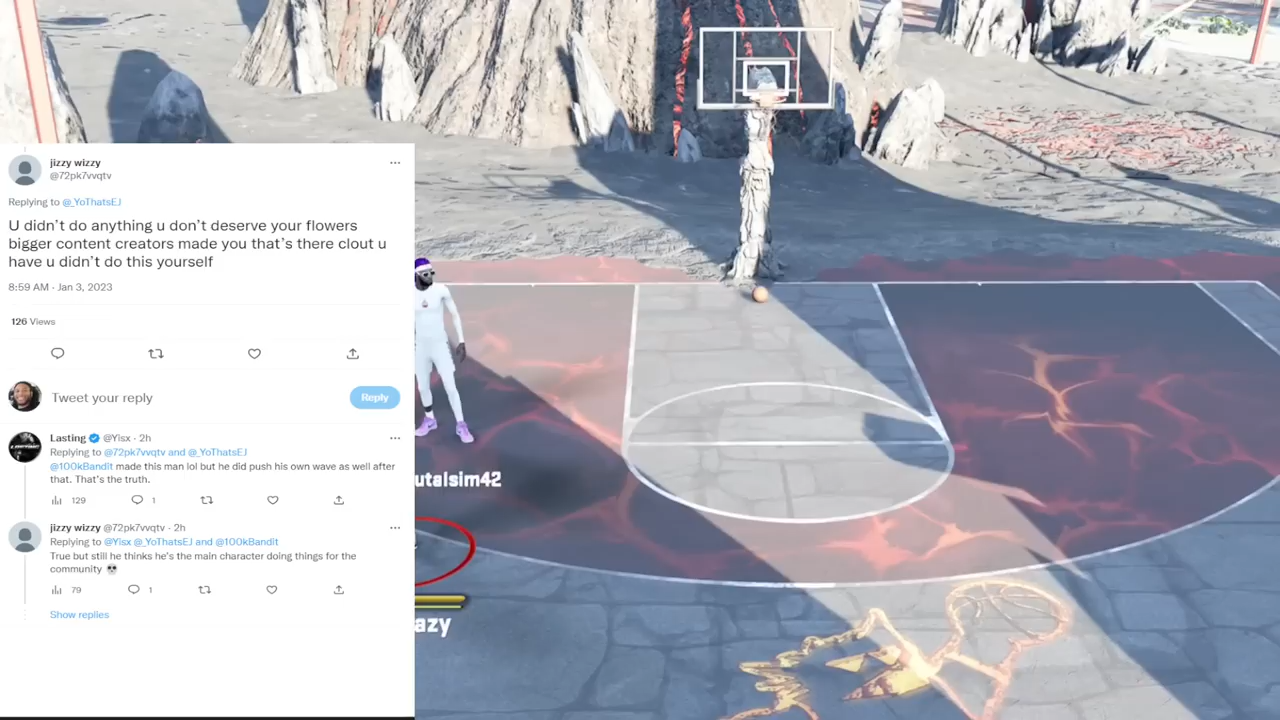 jizzy wizzy
@72pk7vvqtv
Replying to @_YoThatsEJ
U didn't do anything u don't deserve your flowers
bigger content creators made you that's there clout u
have u didn't do this yourself
8:59 AM · Jan 3, 2023
126 Views
Tweet your reply
Reply
Lasting @Yisx · 2h
Replying to @72pk7vvqtv and @_YoThatsEJ
@100kBandit made this man lol but he did push his own wave as well after
that. That's the truth.
129 1
jizzy wizzy @72pk7vvqtv · 2h
Replying to @Yisx @_YoThatsEJ and @100kBandit
True but still he thinks he's the main character doing things for the
community 💀
79 1
Show replies
utalsim42
azy